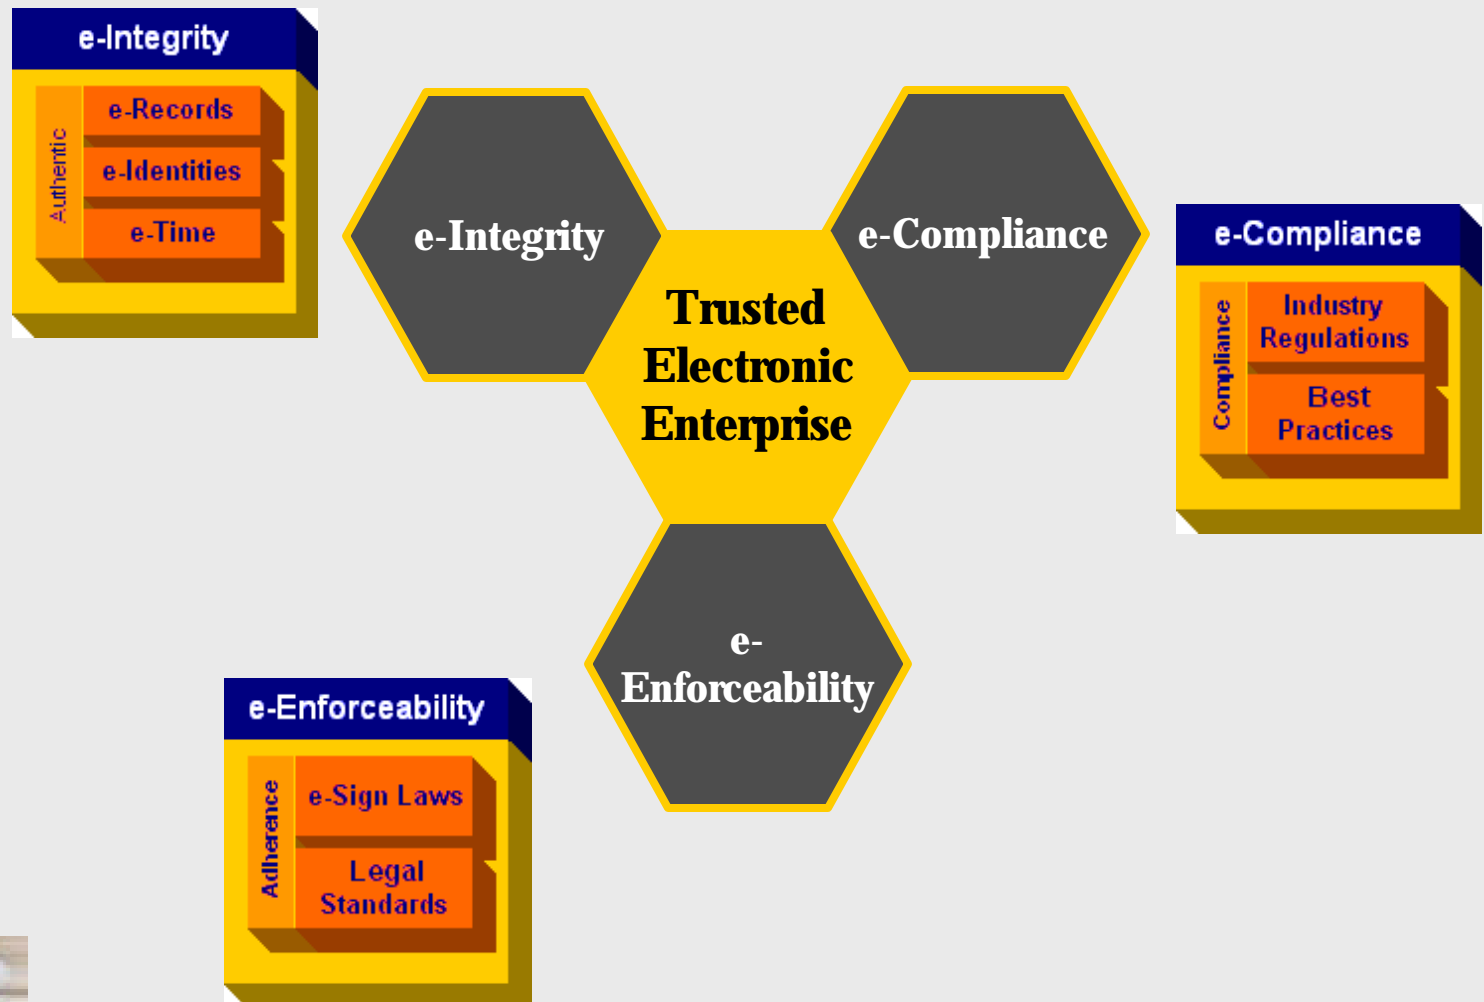 e-Integrity
Authentic
e-Records
e-Identities
e-Time
e-Integrity
e-Compliance
Trusted
Electronic
Enterprise
e-Compliance
Compliance
Industry
Regulations
Best
Practices
e-
Enforceability
e-Enforceability
Adherence
e-Sign Laws
Legal
Standards